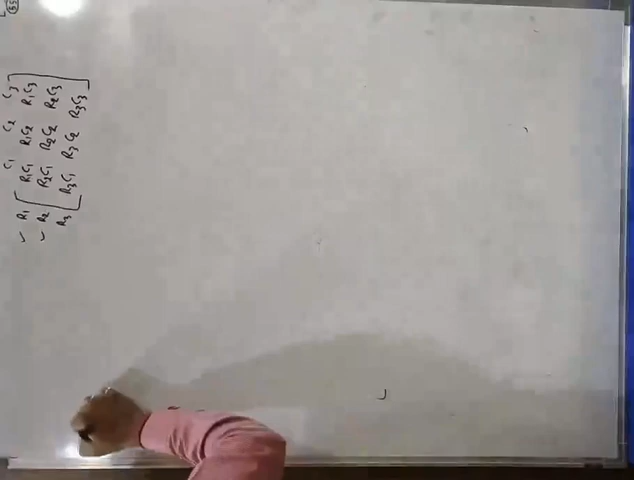 C1 C2 C3
✓ R1 R1C1 R1C2 R1C3
✓ R2 R2C1 R2C2 R2C3
R3 R3C1 R3C2 R3C3